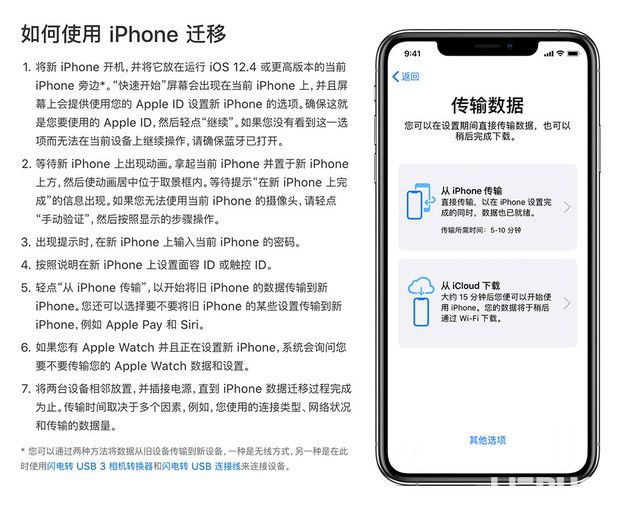 如何使用 iPhone 迁移
1. 将新 iPhone 开机,并将它放在运行 iOS 12.4 或更高版本的当前
iPhone 旁边*。“快速开始”屏幕会出现在当前 iPhone 上,并且屏
幕上会提供使用您的 Apple ID 设置新 iPhone 的选项。确保这就
是您要使用的 Apple ID,然后轻点“继续”。如果您没有看到这一选
项而无法在当前设备上继续操作,请确保蓝牙已打开。
2. 等待新 iPhone 上出现动画。拿起当前 iPhone 并置于新 iPhone
上方,然后使动画居中位于取景框内。等待提示“在新 iPhone 上完
成”的信息出现。如果您无法使用当前 iPhone 的摄像头,请轻点
“手动验证”,然后按照显示的步骤操作。
3. 出现提示时,在新 iPhone 上输入当前 iPhone 的密码。
4. 按照说明在新 iPhone 上设置面容 ID 或触控 ID。
5. 轻点“从 iPhone 传输”,以开始将旧 iPhone 的数据传输到新
iPhone。您还可以选择要不要将旧 iPhone 的某些设置传输到新
iPhone,例如 Apple Pay 和 Siri。
6. 如果您有 Apple Watch 并且正在设置新 iPhone,系统会询问您
要不要传输您的 Apple Watch 数据和设置。
7. 将两台设备相邻放置,并插接电源,直到 iPhone 数据迁移过程完成
为止。传输时间取决于多个因素,例如,您使用的连接类型、网络状况
和传输的数据量。
* 您可以通过两种方法将数据从旧设备传输到新设备,一种是无线方式,另一种是在此
时使用闪电转 USB 3 相机转换器和闪电转 USB 连接线来连接设备。
9:41
返回
传输数据
您可以在设置期间直接传输数据,也可以
稍后完成下载。
从 iPhone 传输
直接传输,以在 iPhone 设置完
成的同时,数据也已就绪。
传输所需时间:5-10 分钟
从 iCloud 下载
大约 15 分钟后您便可以开始使
用 iPhone。您的数据将于稍后
通过 Wi-Fi 下载。
其他选项